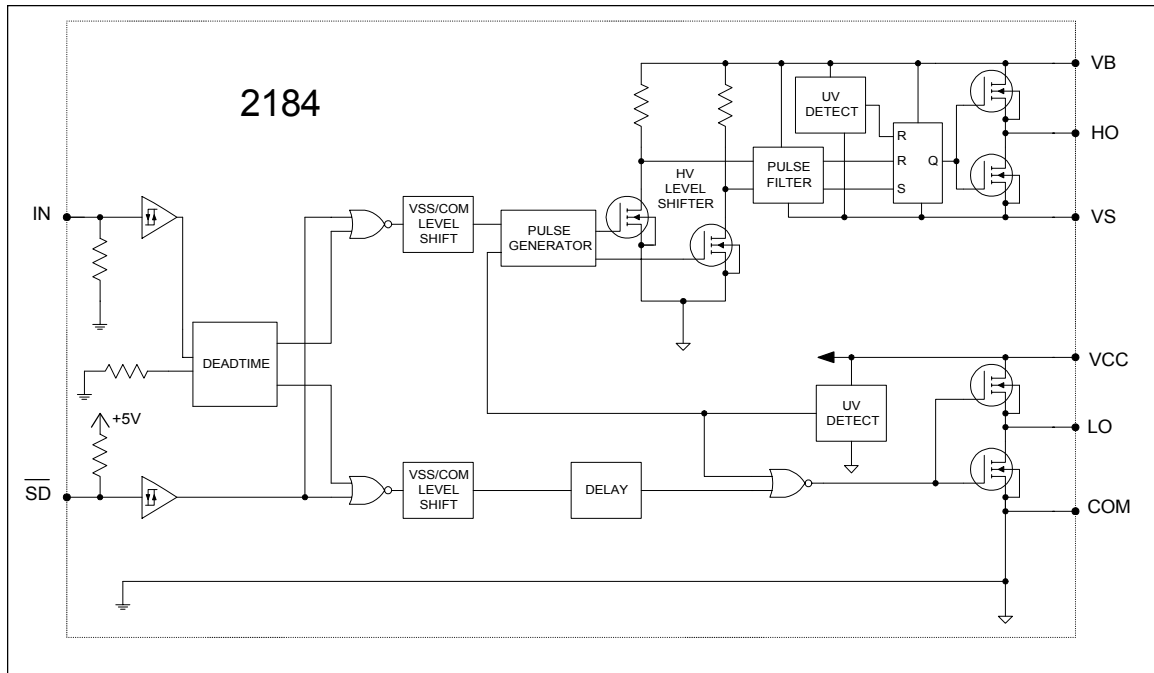 2184
VB
UV
DETECT
HO
R
R
Q
S
PULSE
FILTER
HV
LEVEL
SHIFTER
VS
IN
VSS/COM
LEVEL
SHIFT
PULSE
GENERATOR
DEADTIME
VCC
+5V
UV
DETECT
LO
SD
VSS/COM
LEVEL
SHIFT
DELAY
COM